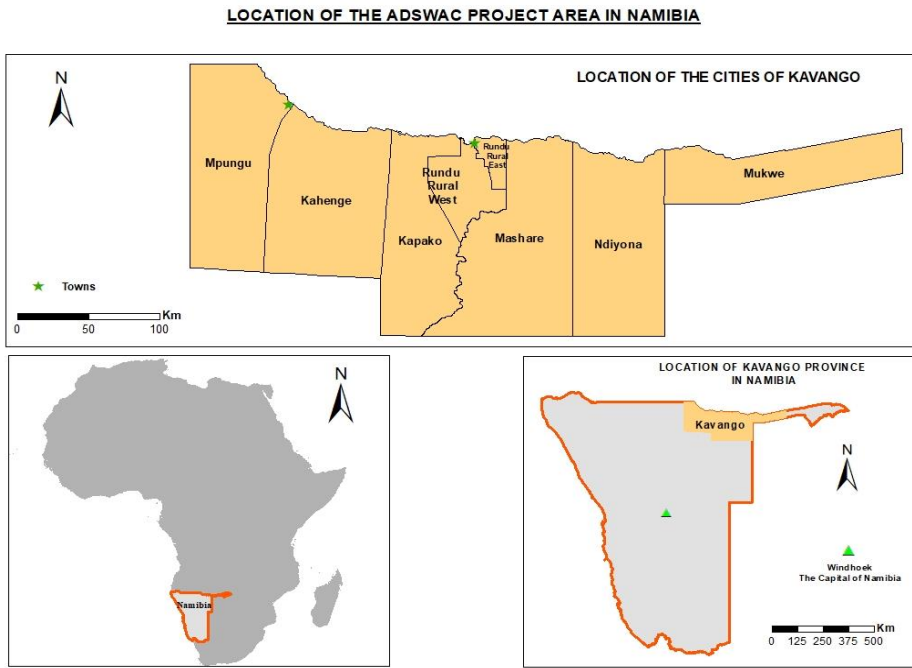 LOCATION OF THE ADSWAC PROJECT AREA IN NAMIBIA
N
LOCATION OF THE CITIES OF KAVANGO
Mpungu
Kahenge
Rundu
Rural
West
Rundu
Rural
East
Kapako
Mashare
Ndiyona
Mukwe
Towns
Km
0 50 100
N
Namibia
LOCATION OF KAVANGO PROVINCE
IN NAMIBIA
Kavango
N
Windhoek
The Capital of Namibia
Km
0 125 250 375 500